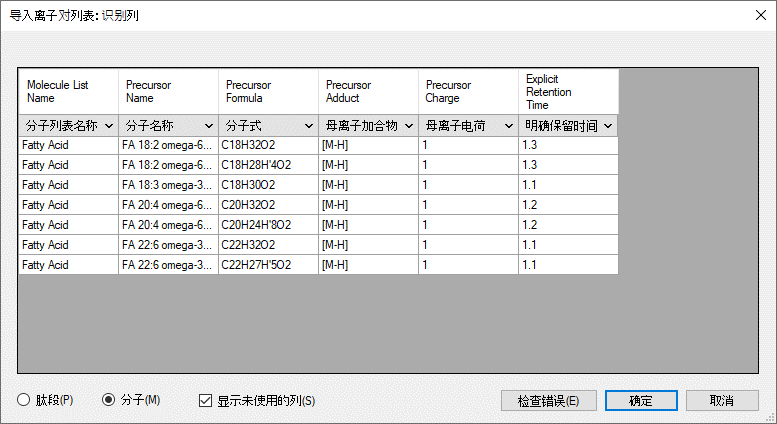 导入离子对列表: 识别列
Molecule List Name Precursor Name Precursor Formula Precursor Adduct Precursor Charge Explicit Retention Time
分子列表名称 分子名称 分子式 母离子加合物 母离子电荷 明确保留时间
Fatty Acid FA 18:2 omega-6... C18H32O2 [M-H] 1 1.3
Fatty Acid FA 18:2 omega-6... C18H28H'4O2 [M-H] 1 1.3
Fatty Acid FA 18:3 omega-3... C18H30O2 [M-H] 1 1.1
Fatty Acid FA 20:4 omega-6... C20H32O2 [M-H] 1 1.2
Fatty Acid FA 20:4 omega-6... C20H24H'8O2 [M-H] 1 1.2
Fatty Acid FA 22:6 omega-3... C22H32O2 [M-H] 1 1.1
Fatty Acid FA 22:6 omega-3... C22H27H'5O2 [M-H] 1 1.1
肽段(P) 分子(M) 显示未使用的列(S) 检查错误(E) 确定 取消